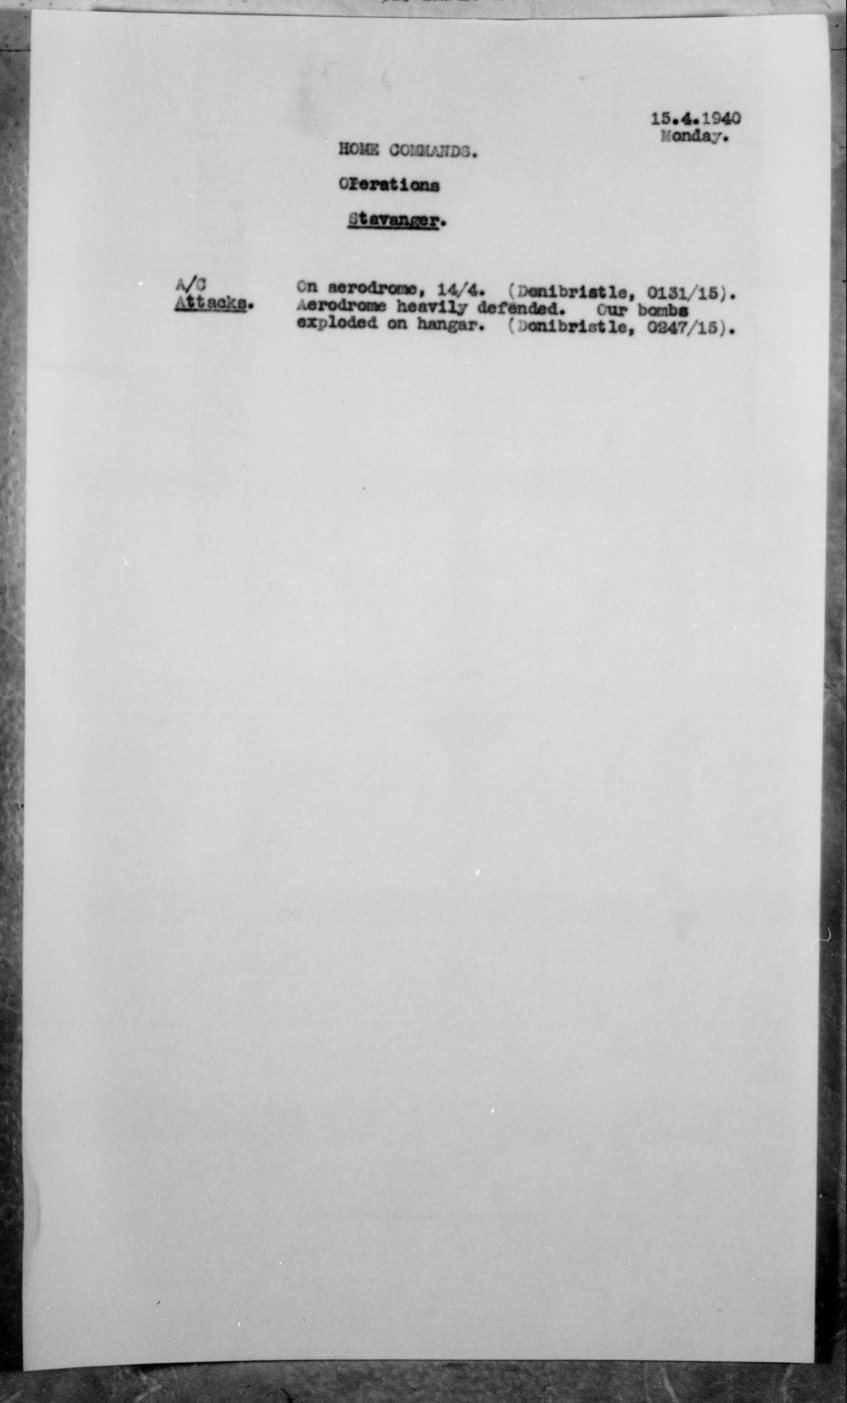 15.4.1940
Monday.
HOME COMMANDS.
OPerations
Stavanger.
A/C
Attacks.
On aerodrome, 14/4. (Donibristle, 0131/15).
Aerodrome heavily defended. Our bombs
exploded on hangar. (Donibristle, 0247/15).